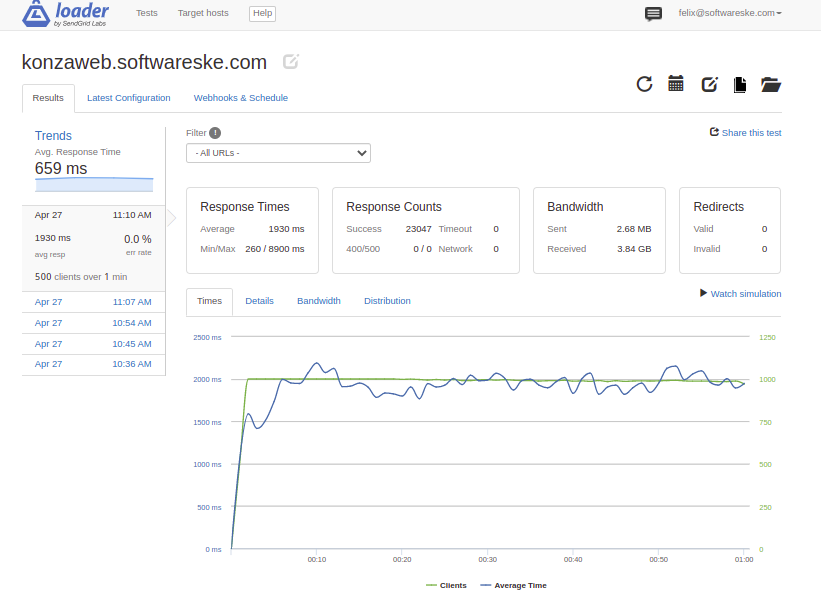 loader
by SendGrid Labs
Tests Target hosts Help
felix@softwareske.com
konzaweb.softwareske.com
Results Latest Configuration Webhooks & Schedule
Trends
Avg. Response Time
659 ms
Apr 27 11:10 AM
1930 ms 0.0 %
avg resp err rate
500 clients over 1 min
Apr 27 11:07 AM
Apr 27 10:54 AM
Apr 27 10:45 AM
Apr 27 10:36 AM
Filter !
- All URLs -
Share this test
Response Times
Average 1930 ms
Min/Max 260 / 8900 ms
Response Counts
Success 23047 Timeout 0
400/500 0 / 0 Network 0
Bandwidth
Sent 2.68 MB
Received 3.84 GB
Redirects
Valid 0
Invalid 0
Times Details Bandwidth Distribution
Watch simulation
2500 ms 1250
2000 ms 1000
1500 ms 750
1000 ms 500
500 ms 250
0 ms 0
00:10 00:20 00:30 00:40 00:50 01:00
Clients Average Time